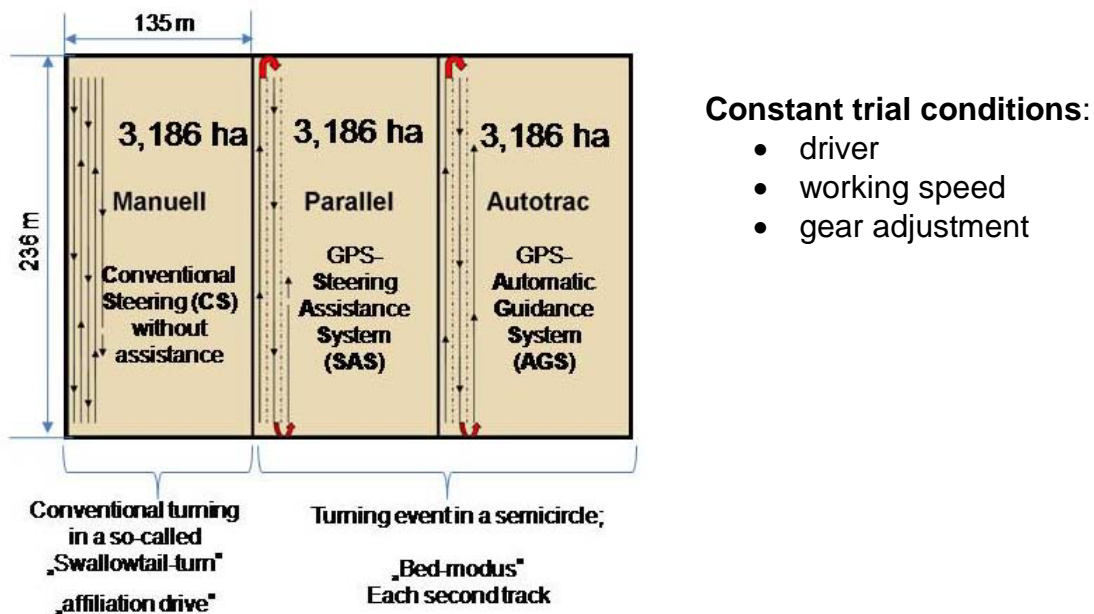 135 m
236 m
3,186 ha
Manuell
Conventional
Steering (CS)
without
assistance
3,186 ha
Parallel
GPS-
Steering
Assistance
System
(SAS)
3,186 ha
Autotrac
GPS-
Automatic
Guidance
System
(AGS)
Conventional turning
in a so-called
„Swallowtail-turn"
„affiliation drive"
Turning event in a semicircle;
„Bed-modus"
Each second track
Constant trial conditions:
• driver
• working speed
• gear adjustment